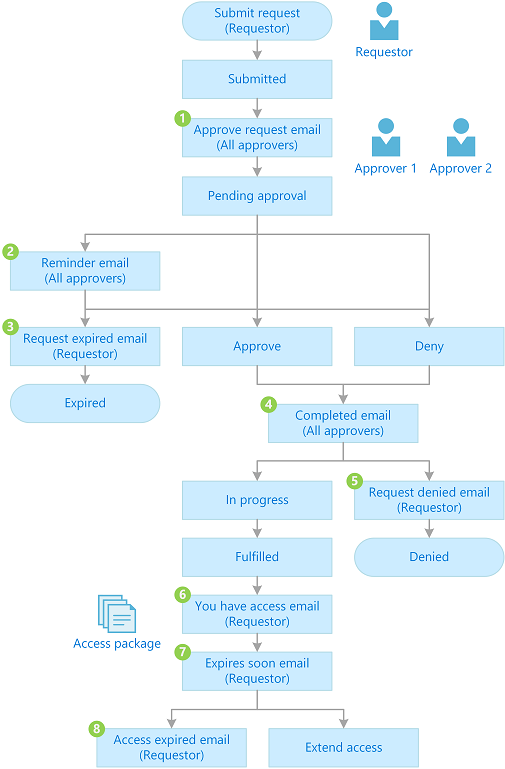 Submit request
(Requestor)
Requestor
Submitted
1
Approve request email
(All approvers)
Approver 1
Approver 2
Pending approval
2
Reminder email
(All approvers)
3
Request expired email
(Requestor)
Approve
Deny
Expired
4
Completed email
(All approvers)
In progress
5
Request denied email
(Requestor)
Fulfilled
Denied
6
You have access email
(Requestor)
Access package
7
Expires soon email
(Requestor)
8
Access expired email
(Requestor)
Extend access